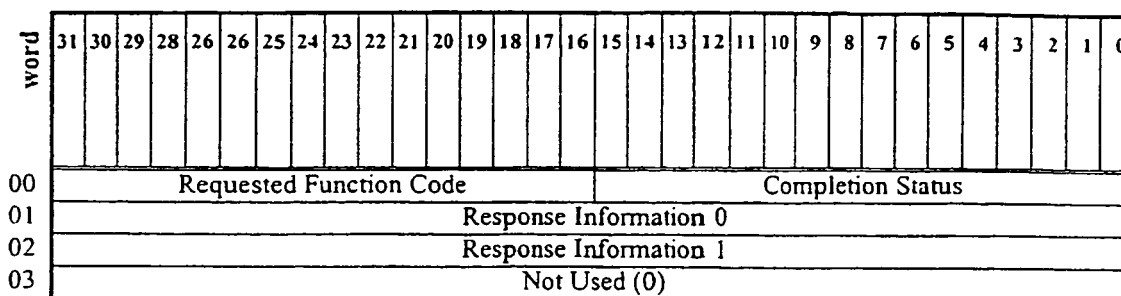 word 31 30 29 28 26 26 25 24 23 22 21 20 19 18 17 16 15 14 13 12 11 10 9 8 7 6 5 4 3 2 1 0
00 Requested Function Code Completion Status
01 Response Information 0
02 Response Information 1
03 Not Used (0)